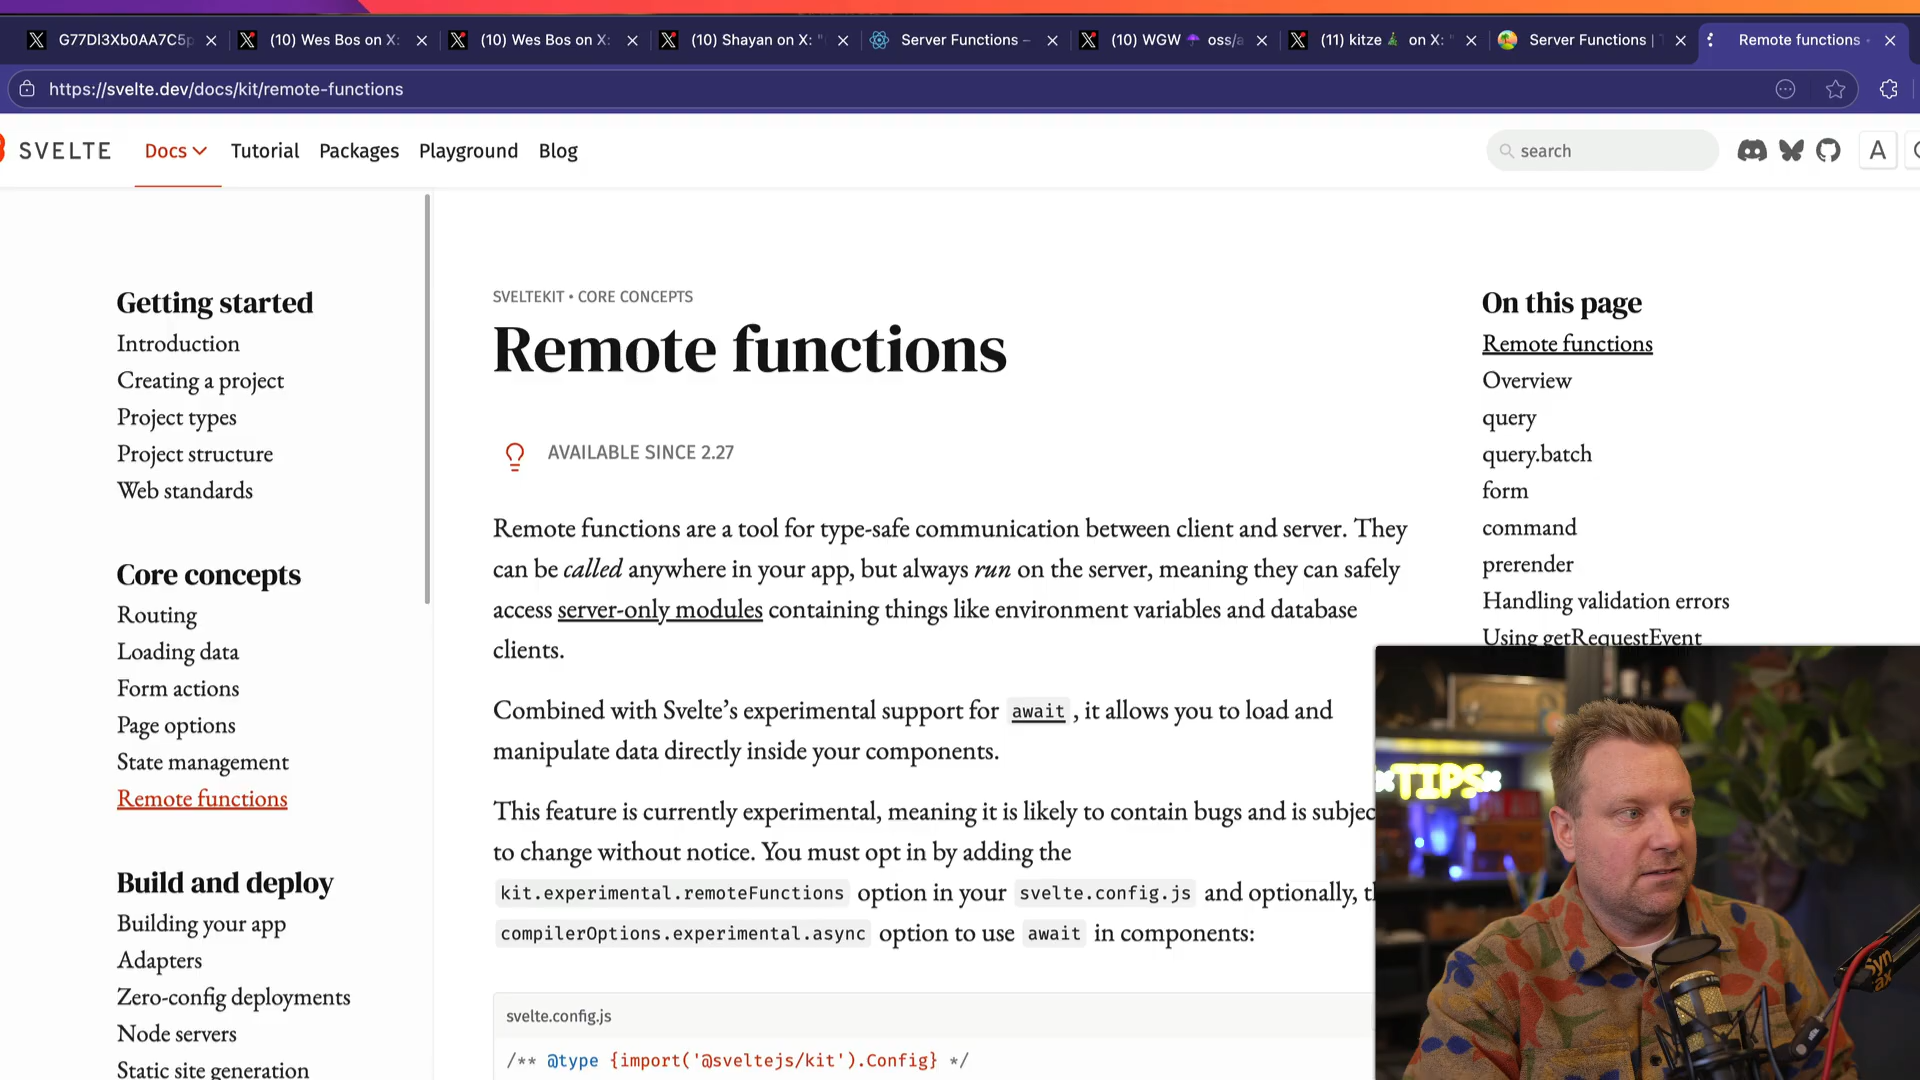 G77DI3Xb0AA7C5p
(10) Wes Bos on X:
(10) Wes Bos on X:
(10) Shayan on X: "
Server Functions –
(10) WGW ☂ oss/a
(11) kitze 🐍 on X: "
Server Functions |
Remote functions •
https://svelte.dev/docs/kit/remote-functions
SVELTE
Docs
Tutorial
Packages
Playground
Blog
search
A
Getting started
Introduction
Creating a project
Project types
Project structure
Web standards
Core concepts
Routing
Loading data
Form actions
Page options
State management
Remote functions
Build and deploy
Building your app
Adapters
Zero-config deployments
Node servers
Static site generation
SVELTEKIT • CORE CONCEPTS
Remote functions
AVAILABLE SINCE 2.27
Remote functions are a tool for type-safe communication between client and server. They
can be called anywhere in your app, but always run on the server, meaning they can safely
access server-only modules containing things like environment variables and database
clients.
Combined with Svelte’s experimental support for await, it allows you to load and
manipulate data directly inside your components.
This feature is currently experimental, meaning it is likely to contain bugs and is subjec
to change without notice. You must opt in by adding the
kit.experimental.remoteFunctions option in your svelte.config.js and optionally, th
compilerOptions.experimental.async option to use await in components:
svelte.config.js
/** @type {import('@sveltejs/kit').Config} */
On this page
Remote functions
Overview
query
query.batch
form
command
prerender
Handling validation errors
Using getRequestEvent
TIPS
Syntax